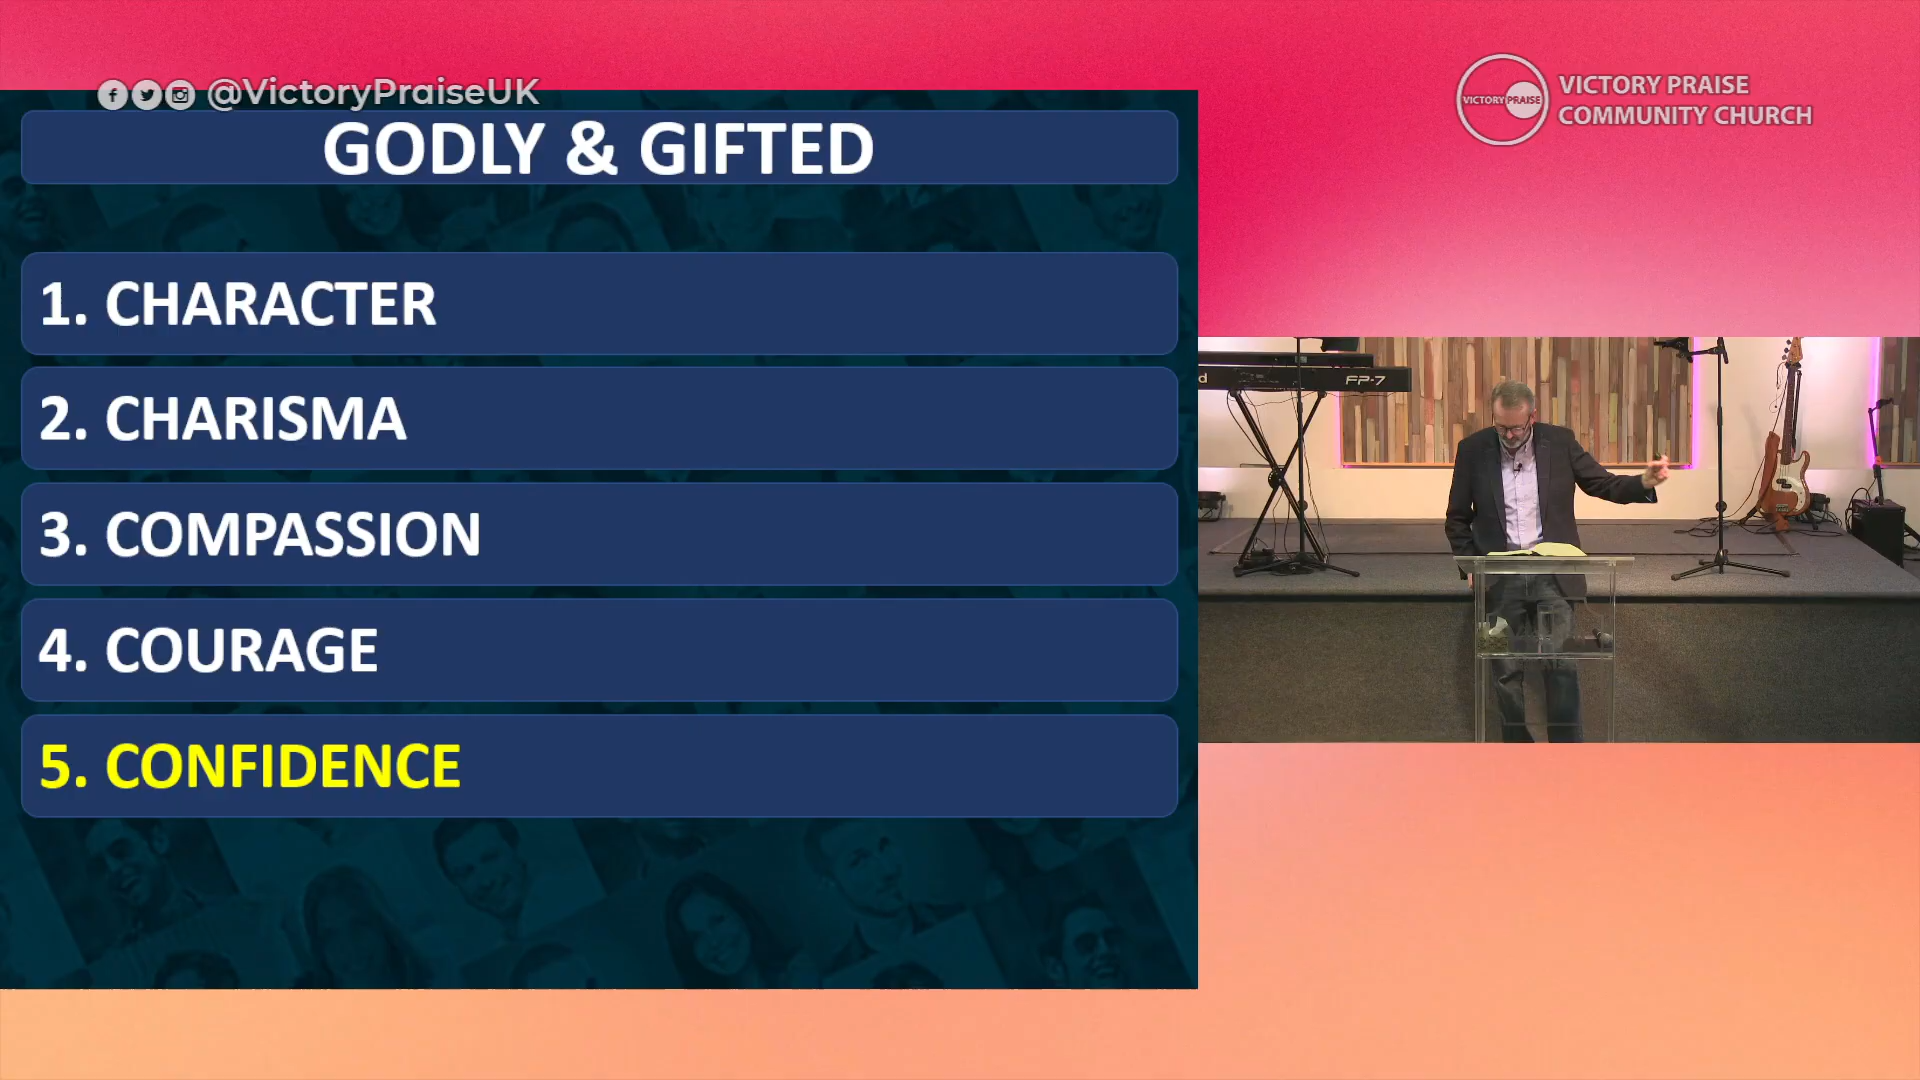 @VictoryPraiseUK
VICTORY PRAISE
VICTORY PRAISE
COMMUNITY CHURCH
GODLY & GIFTED
1. CHARACTER
2. CHARISMA
3. COMPASSION
4. COURAGE
5. CONFIDENCE
FP-7